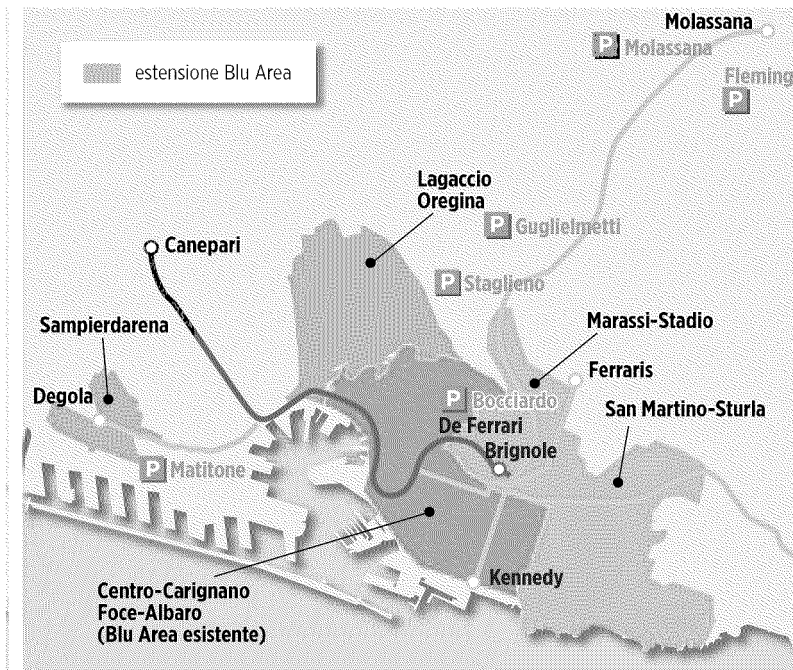 Molassana
P Molassana
Fleming
P
estensione Blu Area
Lagaccio
Oregina
P Guglielmetti
Canepari
P Staglieno
Sampierdarena
Marassi-Stadio
Ferraris
Degola
P Bocciardo
San Martino-Sturla
De Ferrari
Brignole
P Matitone
Kennedy
Centro-Carignano
Foce-Albaro
(Blu Area esistente)